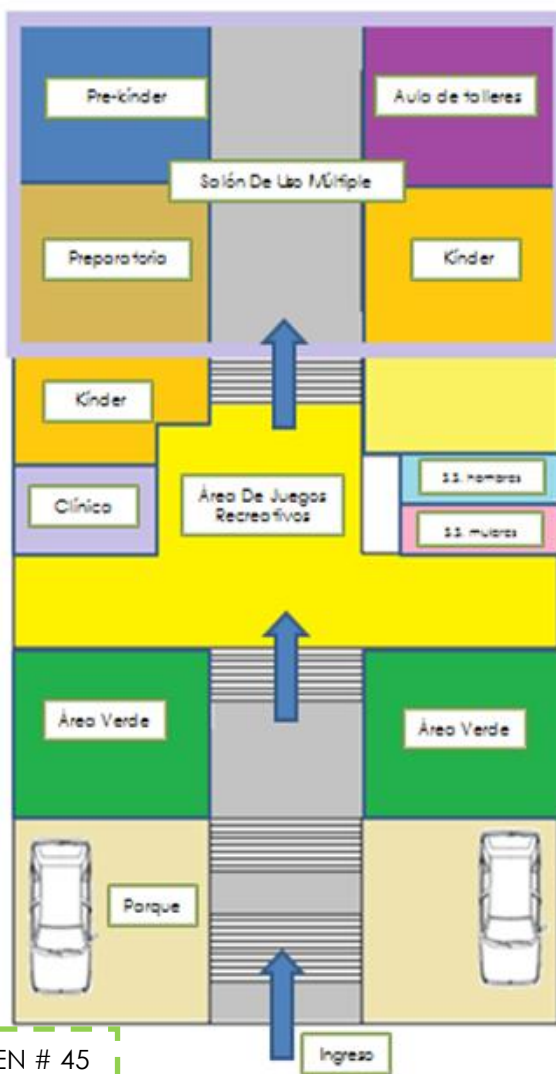 Pre-kínder
Aula de talleres
Salón De Uso Múltiple
Preparatoria
Kínder
Kínder
Clínica
Área De Juegos
Recreativos
S.S. hombres
S.S. mujeres
Área Verde
Área Verde
Parque
Ingreso
EN # 45